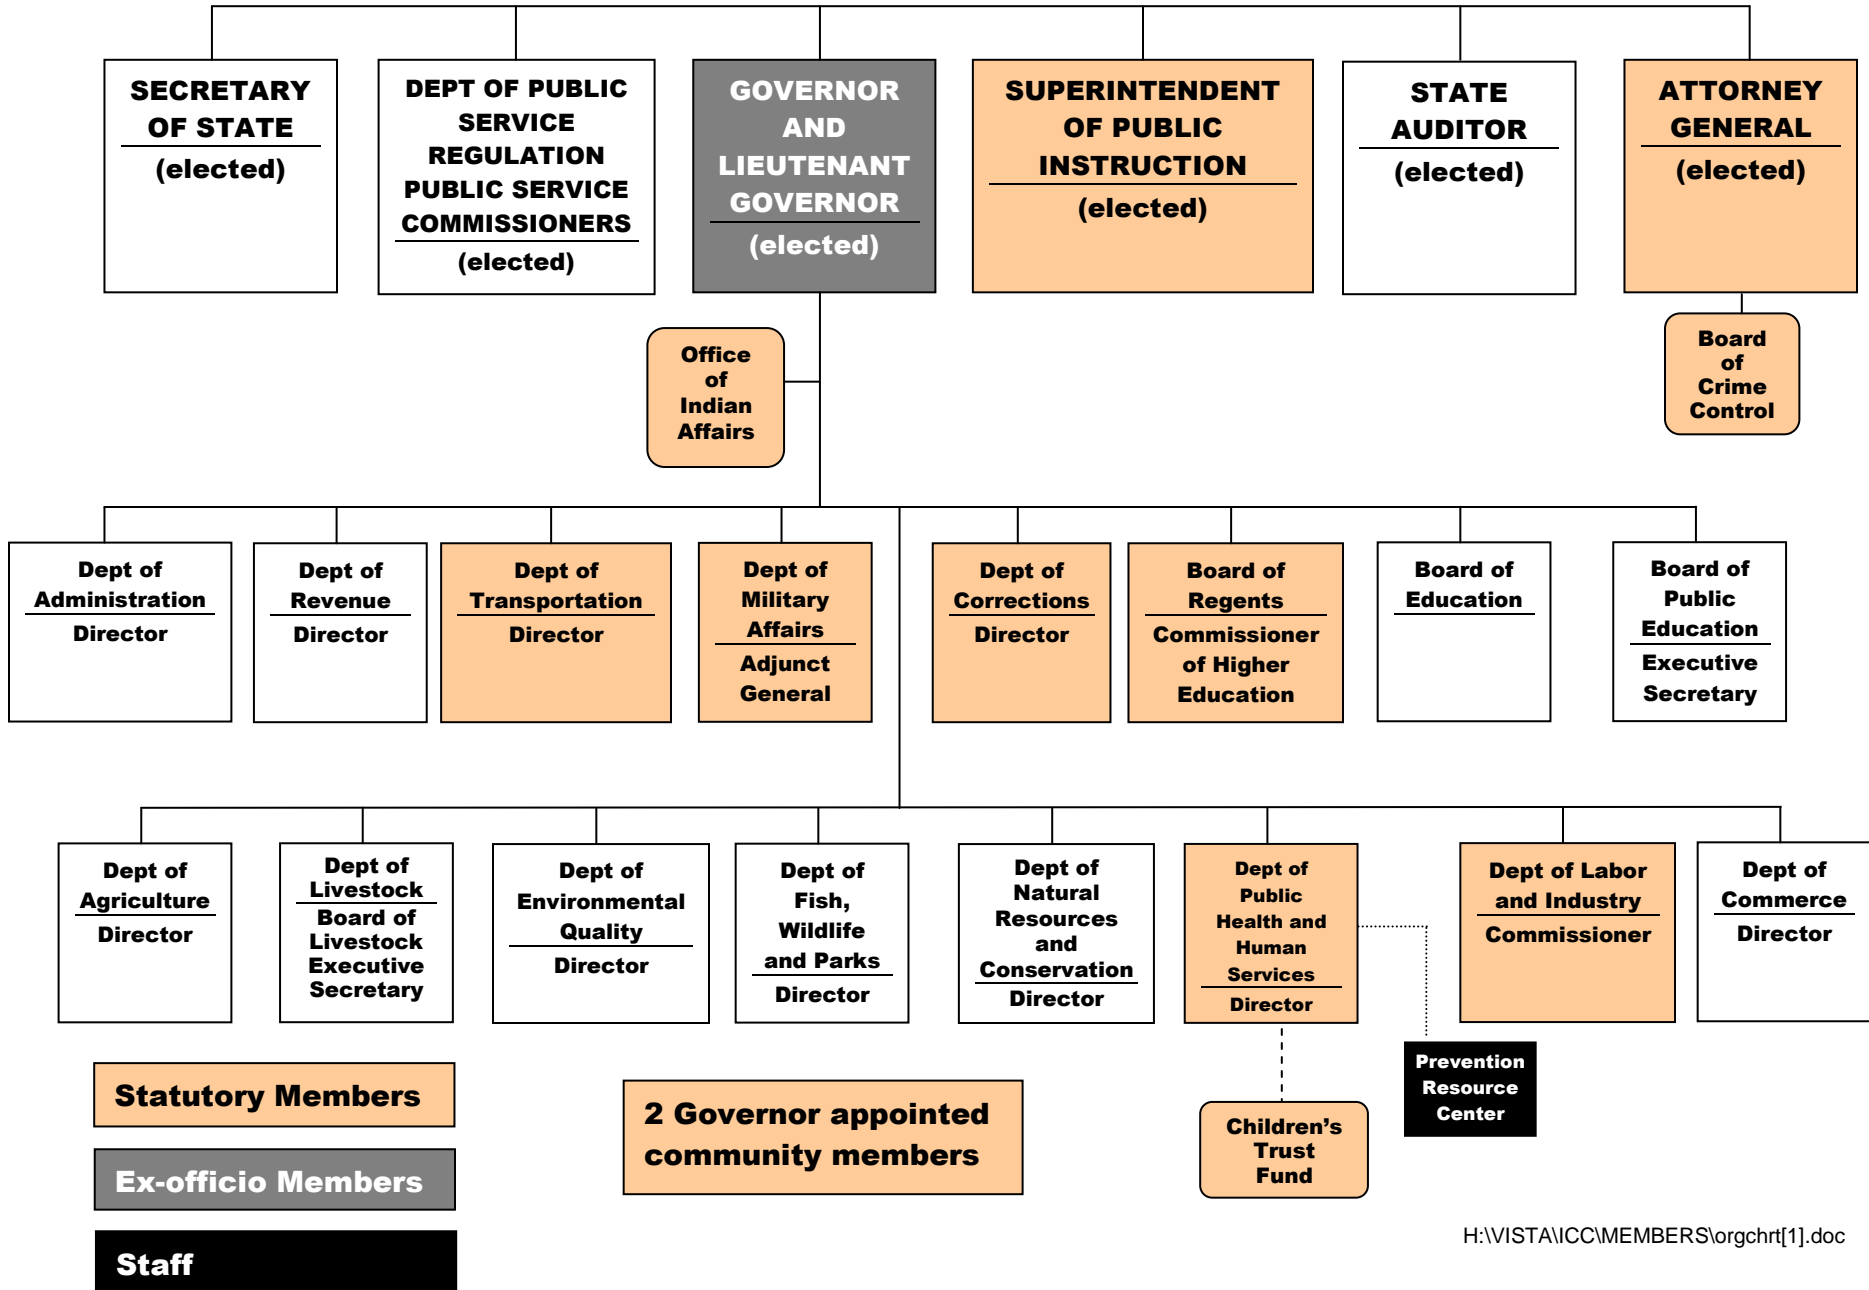 SECRETARY
OF STATE
(elected)
DEPT OF PUBLIC
SERVICE
REGULATION
PUBLIC SERVICE
COMMISSIONERS
(elected)
GOVERNOR
AND
LIEUTENANT
GOVERNOR
(elected)
SUPERINTENDENT
OF PUBLIC
INSTRUCTION
(elected)
STATE
AUDITOR
(elected)
ATTORNEY
GENERAL
(elected)
Office
of
Indian
Affairs
Board
of
Crime
Control
Dept of
Administration
Director
Dept of
Revenue
Director
Dept of
Transportation
Director
Dept of
Military
Affairs
Adjunct
General
Dept of
Corrections
Director
Board of
Regents
Commissioner
of Higher
Education
Board of
Education
Board of
Public
Education
Executive
Secretary
Dept of
Agriculture
Director
Dept of
Livestock
Board of
Livestock
Executive
Secretary
Dept of
Environmental
Quality
Director
Dept of
Fish,
Wildlife
and Parks
Director
Dept of
Natural
Resources
and
Conservation
Director
Dept of
Public
Health and
Human
Services
Director
Dept of Labor
and Industry
Commissioner
Dept of
Commerce
Director
Prevention
Resource
Center
Children’s
Trust
Fund
Statutory Members
Ex-officio Members
Staff
2 Governor appointed
community members
H:\VISTA\ICC\MEMBERS\orgchrt[1].doc